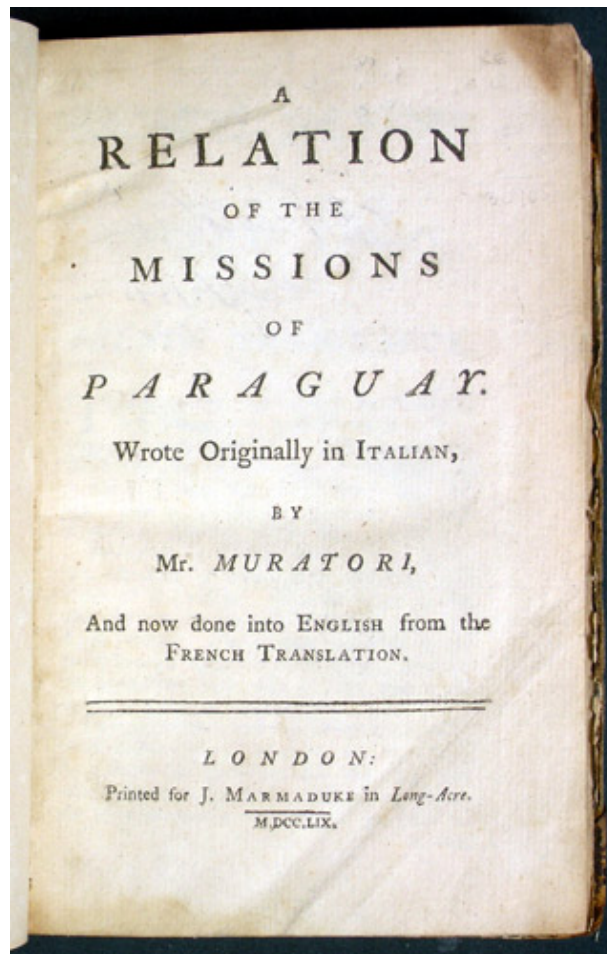 A
RELATION
OF THE
MISSIONS
OF
PARAGUAY.
Wrote Originally in ITALIAN,
BY
Mr. MURATORI,
And now done into ENGLISH from the
FRENCH TRANSLATION.
LONDON:
Printed for J. MARMADUKE in Long-Acre.
M,DCC.LIX.